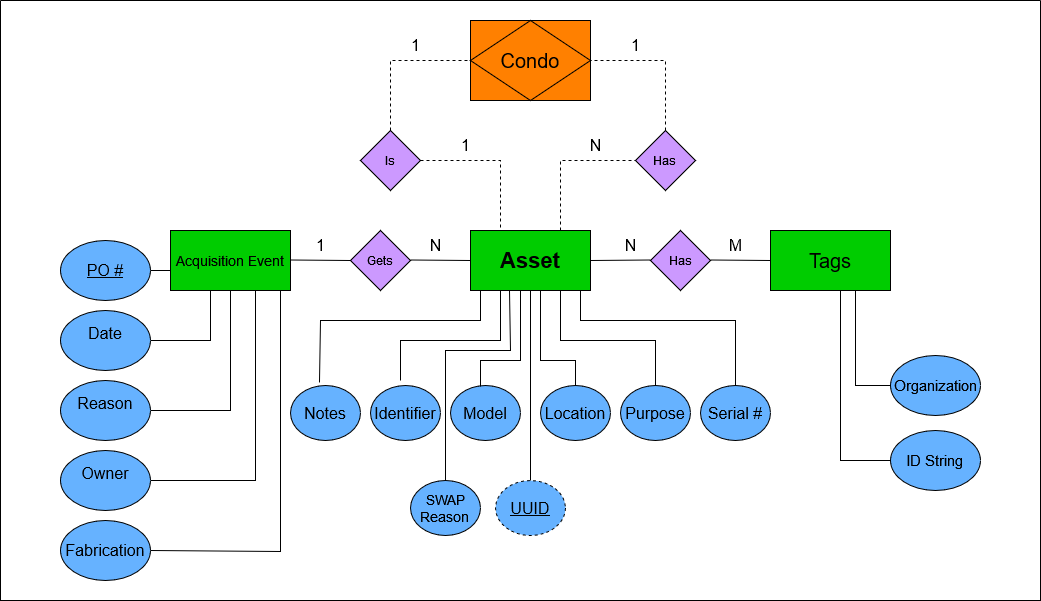 1
Condo
1
Is
1
N
Has
Acquisition Event
1
Gets
N
Asset
N
Has
M
Tags
PO #
Date
Reason
Owner
Fabrication
Notes
Identifier
Model
Location
Purpose
Serial #
SWAP
Reason
UUID
Organization
ID String